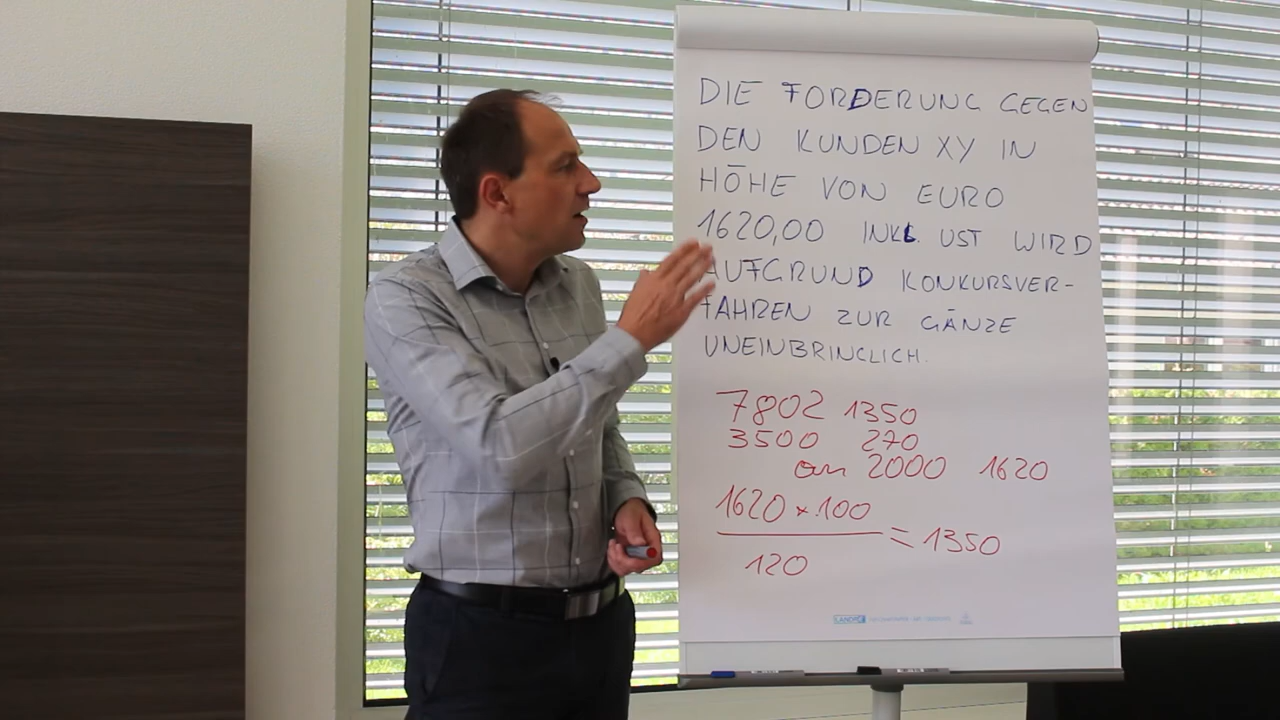 DIE FORDERUNG GEGEN
DEN KUNDEN XY IN
HÖHE VON EURO
1620,00 INKL. UST WIRD
AUFGRUND KONKURSVER-
FAHREN ZUR GÄNZE
UNEINBRINGLICH.
7802 1350
3500 270
an 2000 1620
1620 × 100
= 1350
120